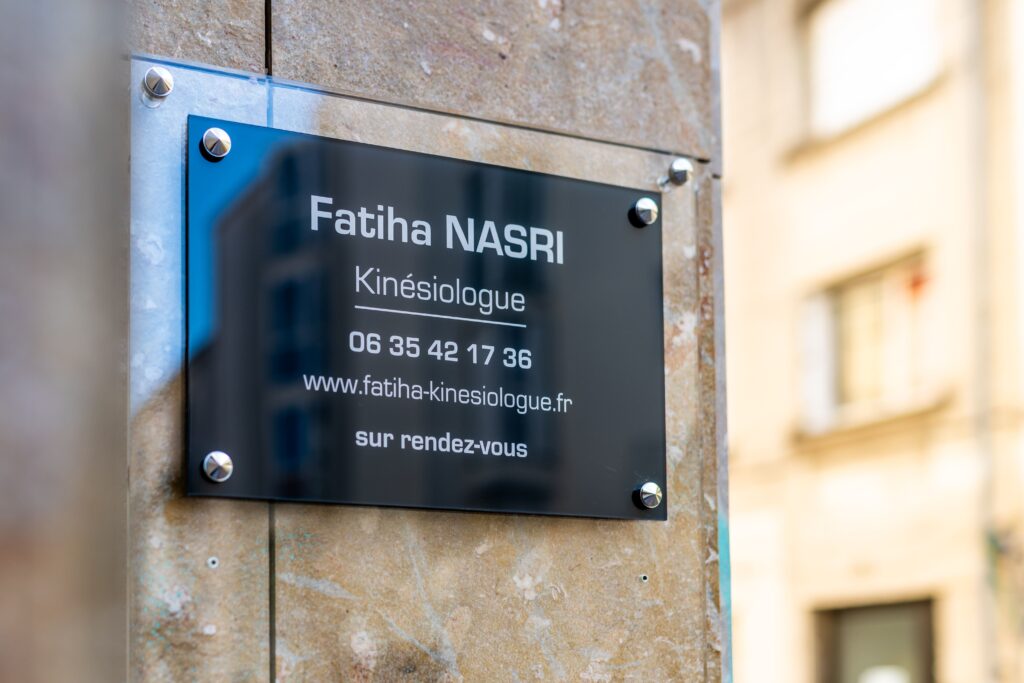 Fatiha NASRI
Kinésiologue
06 35 42 17 36
www.fatiha-kinesiologue.fr
sur rendez-vous